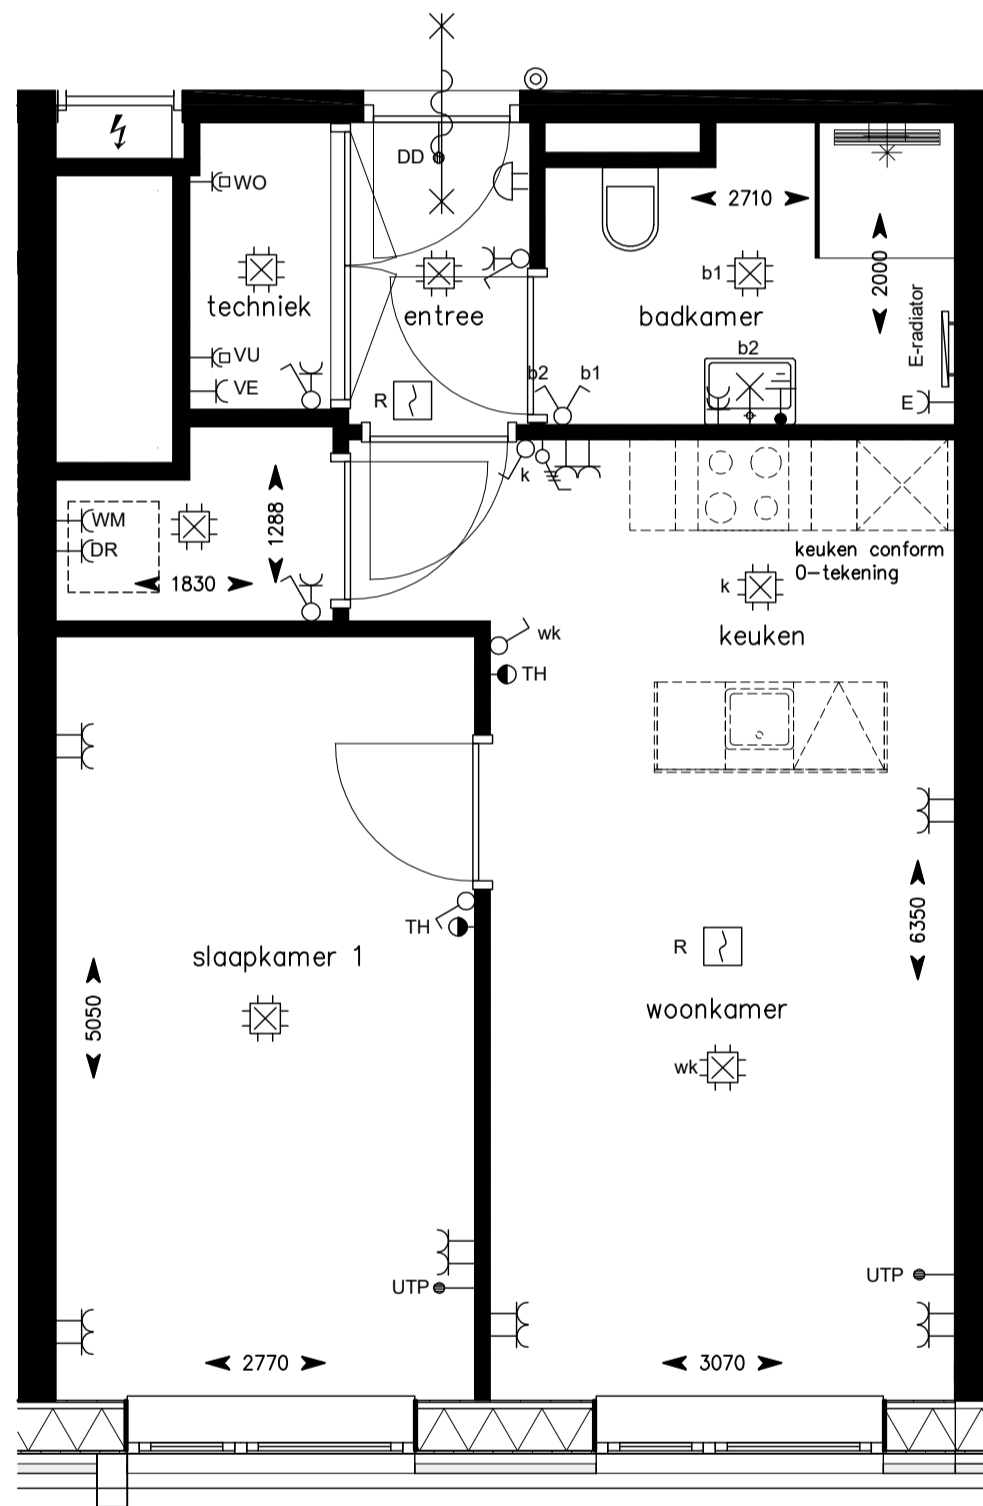 DD
WO
2710
2000
techniek
entree
b1
badkamer
E-radiator
VU
b2
VE
R
b2
b1
E
k
WM
DR
1288
1830
keuken conform
0-tekening
k
keuken
wk
TH
TH
6350
slaapkamer 1
R
5050
woonkamer
wk
UTP
UTP
2770
3070